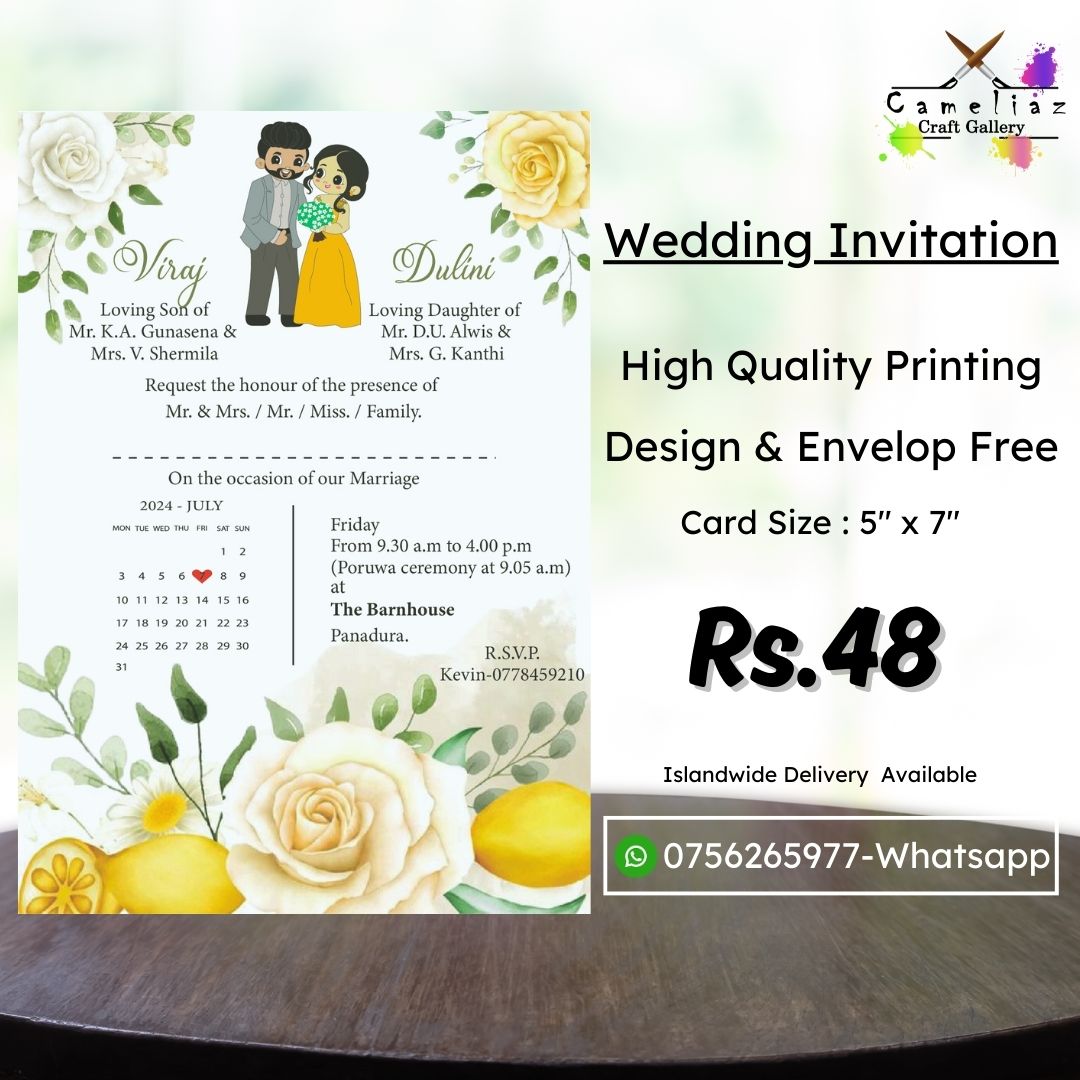 Cameliaz
Craft Gallery
Wedding Invitation
High Quality Printing
Design & Envelop Free
Card Size : 5" x 7"
Rs.48
Islandwide Delivery Available
0756265977-Whatsapp
Viraj
Loving Son of
Mr. K.A. Gunasena &
Mrs. V. Shermila
Dulini
Loving Daughter of
Mr. D.U. Alwis &
Mrs. G. Kanthi
Request the honour of the presence of
Mr. & Mrs. / Mr. / Miss. / Family.
On the occasion of our Marriage
2024 - JULY
MON TUE WED THU FRI SAT SUN
1 2
3 4 5 6 7 8 9
10 11 12 13 14 15 16
17 18 19 20 21 22 23
24 25 26 27 28 29 30
31
Friday
From 9.30 a.m to 4.00 p.m
(Poruwa ceremony at 9.05 a.m)
at
The Barnhouse
Panadura.
R.S.V.P.
Kevin-0778459210